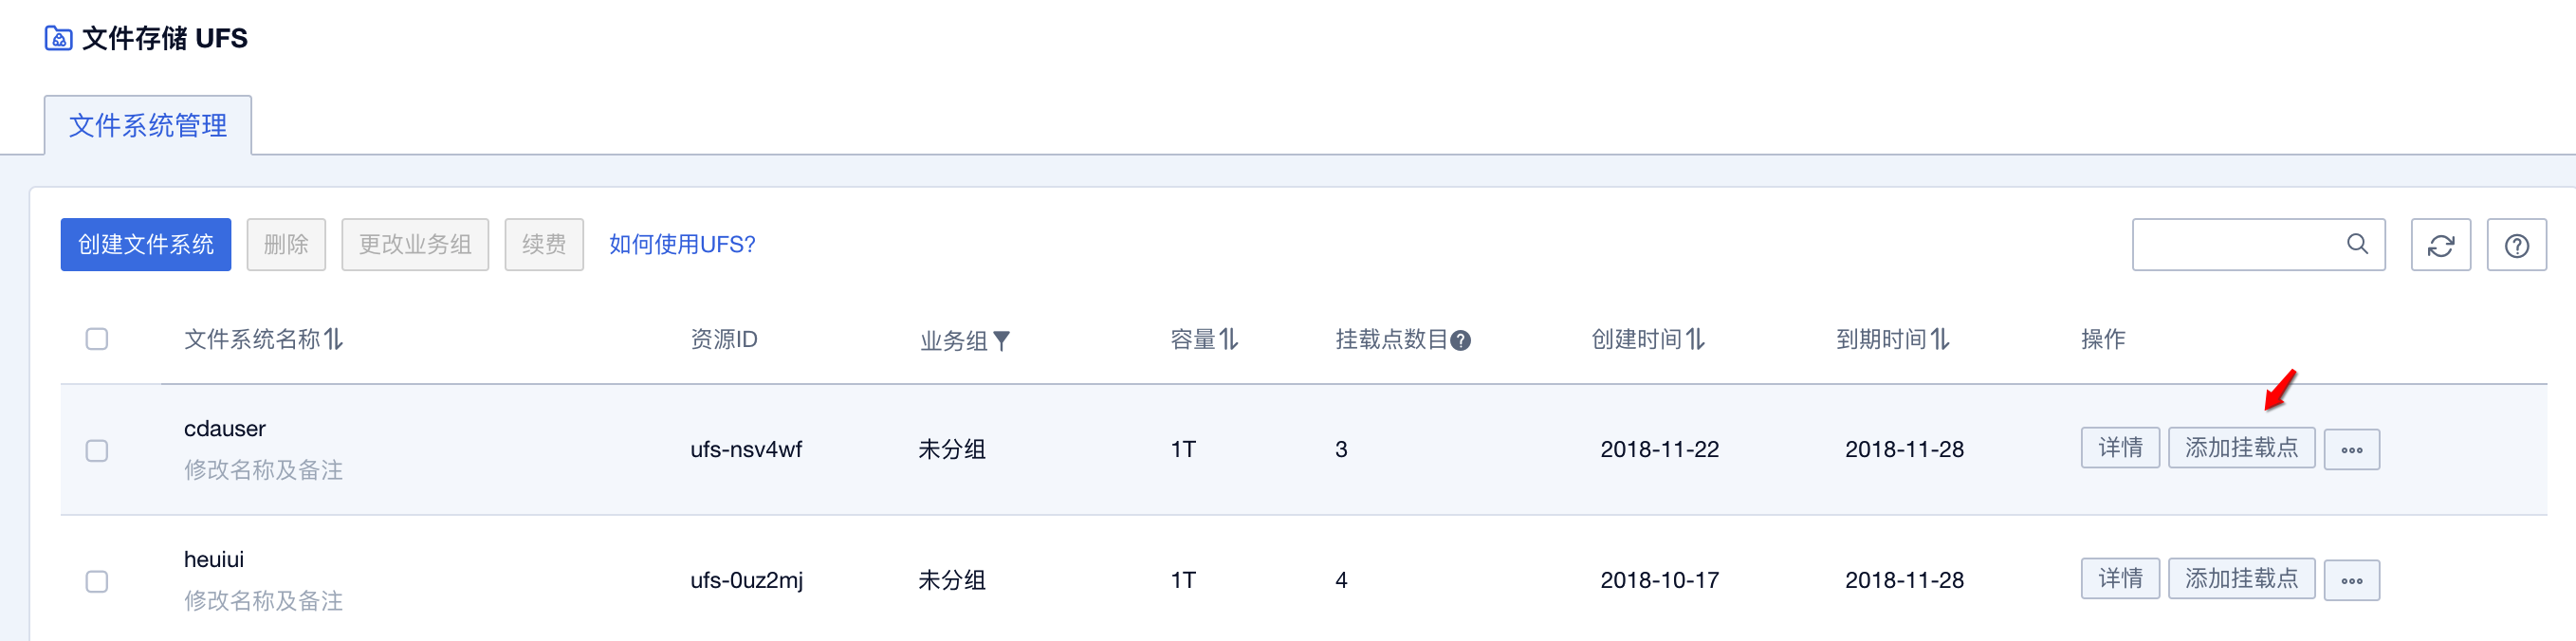 文件存储 UFS
文件系统管理
创建文件系统 删除 更改业务组 续费 如何使用UFS?
文件系统名称 资源ID 业务组 容量 挂载点数目 创建时间 到期时间 操作
cdauser
修改名称及备注
ufs-nsv4wf 未分组 1T 3 2018-11-22 2018-11-28 详情 添加挂载点
heuiui
修改名称及备注
ufs-0uz2mj 未分组 1T 4 2018-10-17 2018-11-28 详情 添加挂载点